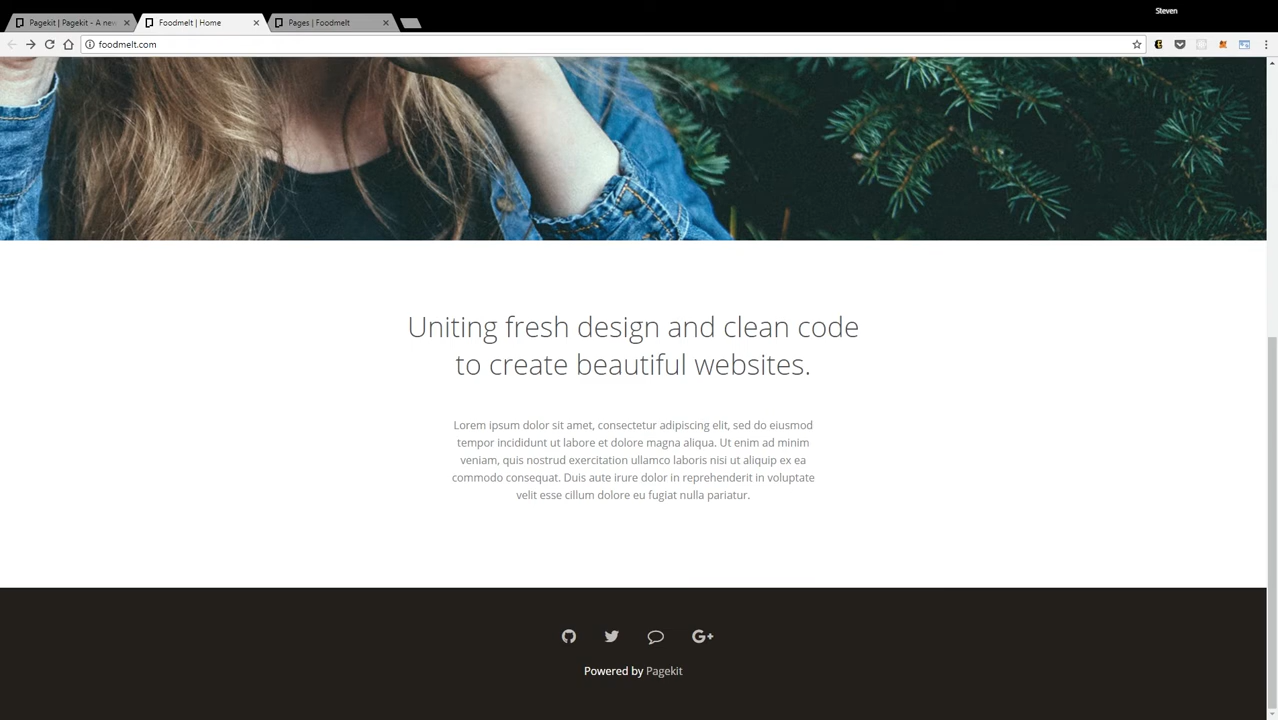 Steven
Pagekit | Pagekit - A new
Foodmelt | Home
Pages | Foodmelt
foodmelt.com
Uniting fresh design and clean code
to create beautiful websites.
Lorem ipsum dolor sit amet, consectetur adipiscing elit, sed do eiusmod
tempor incididunt ut labore et dolore magna aliqua. Ut enim ad minim
veniam, quis nostrud exercitation ullamco laboris nisi ut aliquip ex ea
commodo consequat. Duis aute irure dolor in reprehenderit in voluptate
velit esse cillum dolore eu fugiat nulla pariatur.
Powered by Pagekit